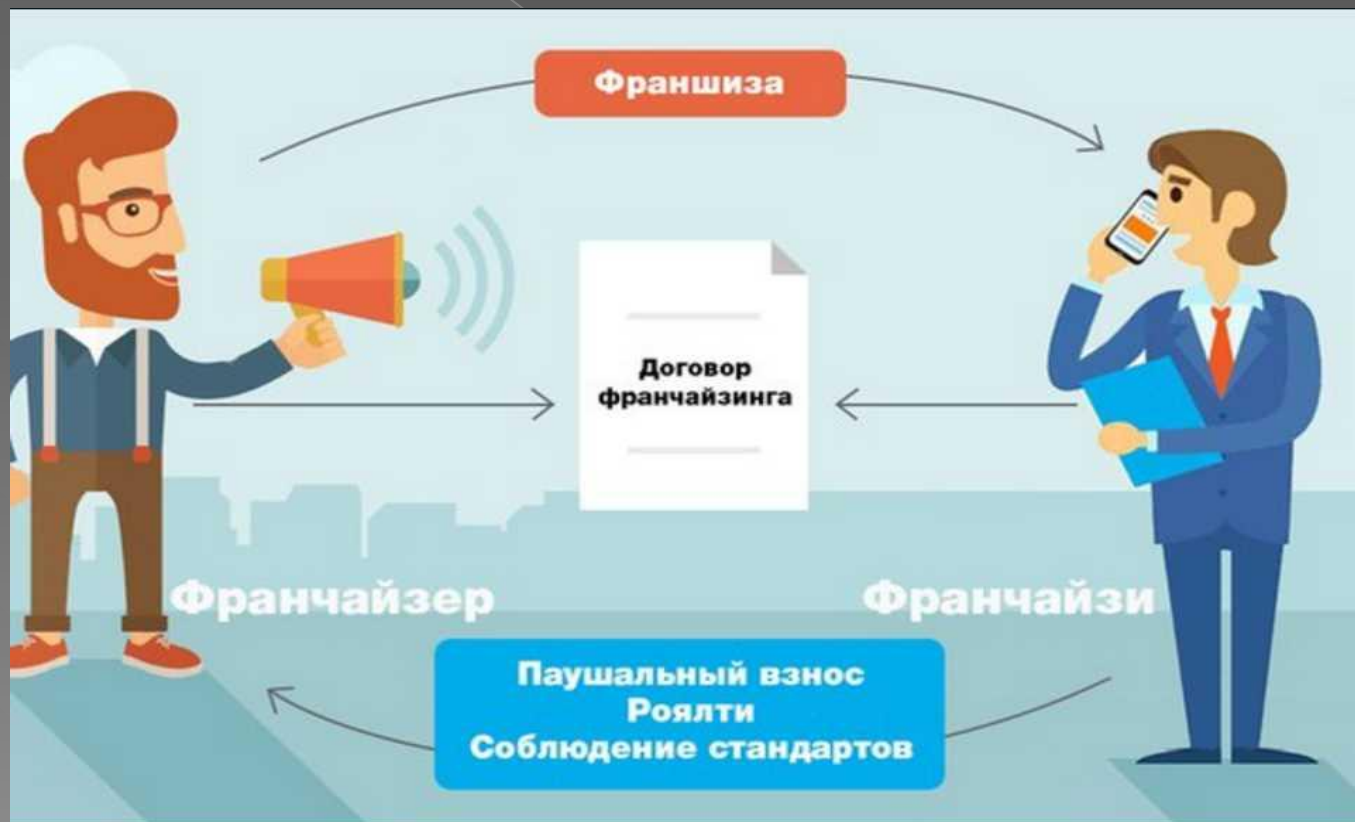 Франшиза
Договор
франчайзинга
Франчайзер
Франчайзи
Паушальный взнос
Роялти
Соблюдение стандартов